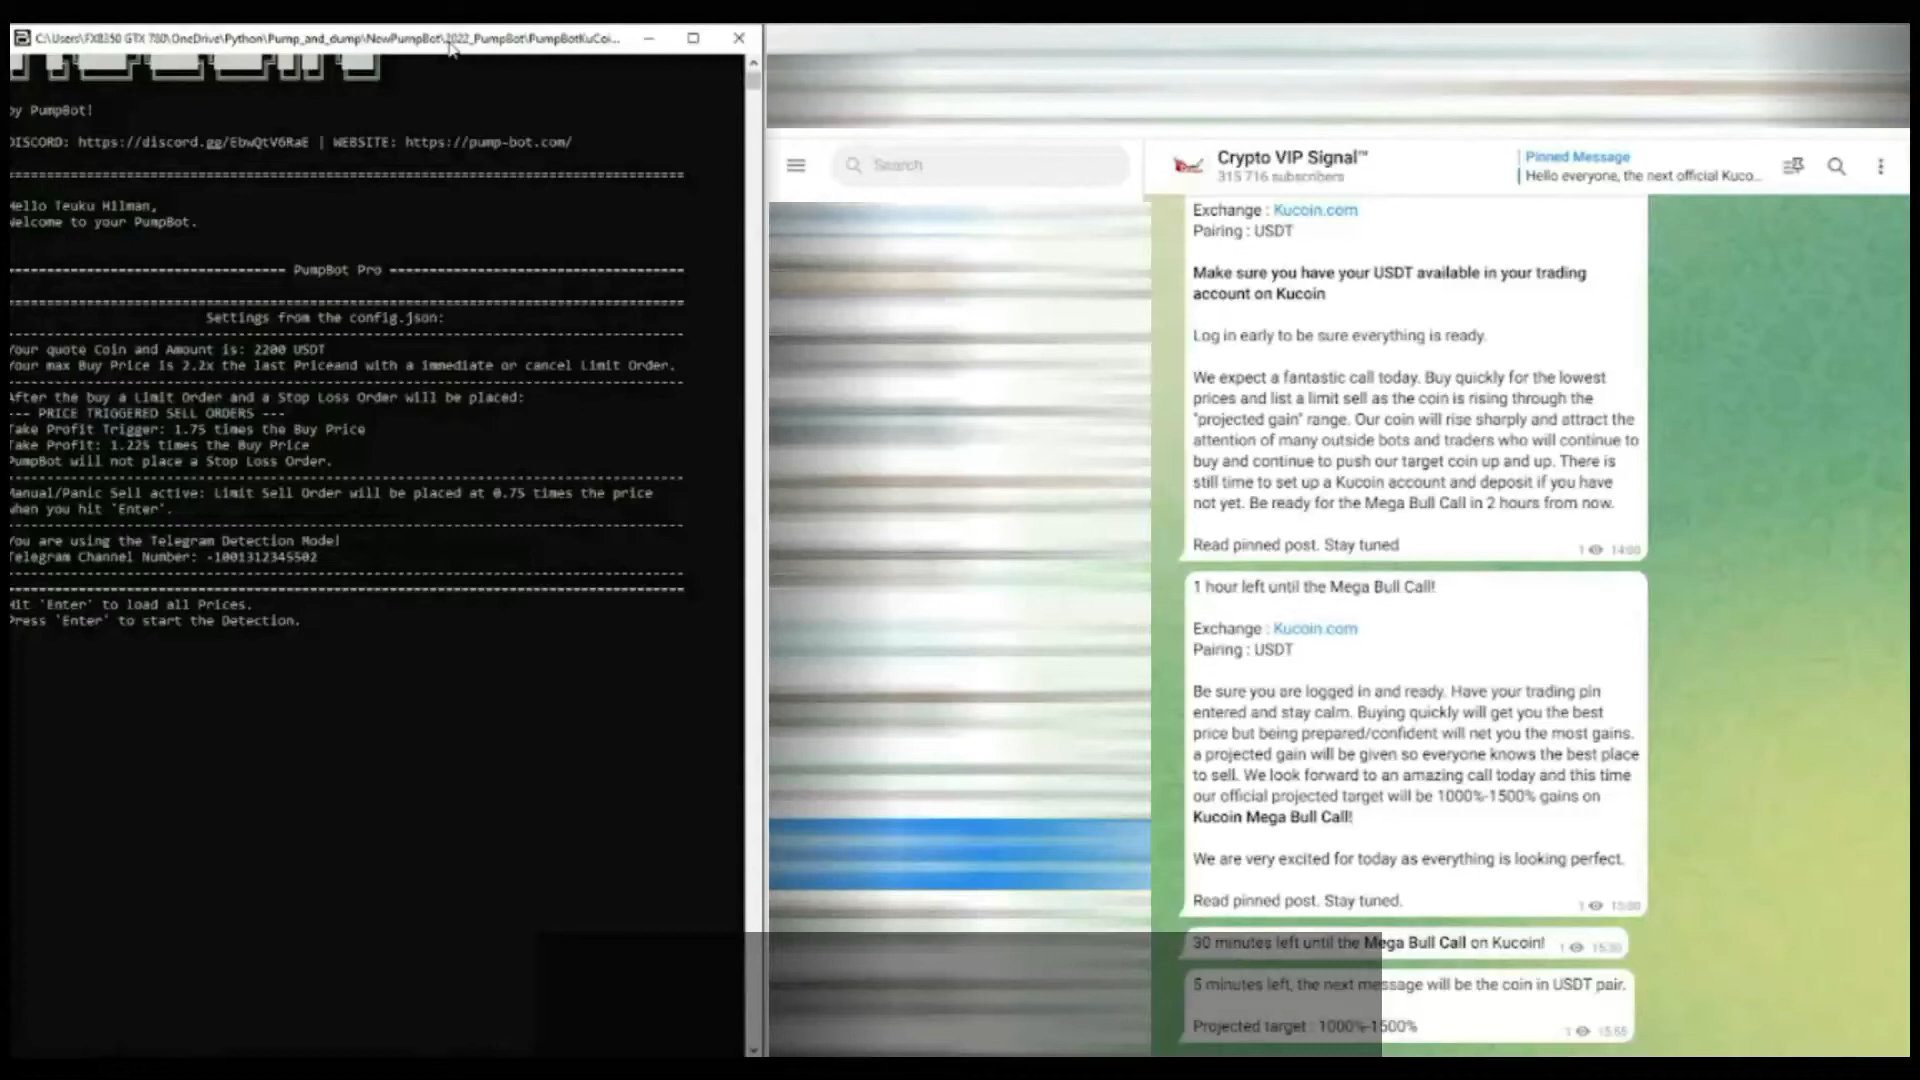 C:\Users\FX8350 GTX 780\OneDrive\Python\Pump_and_dump\NewPumpBot\2022_PumpBot\PumpBotKuCoi...
by PumpBot!
DISCORD: https://discord.gg/EbwQtV6RaE | WEBSITE: https://pump-bot.com/
Hello Teuku Hilman,
Welcome to your PumpBot.
PumpBot Pro
Settings from the config.json:
Your quote Coin and Amount is: 2200 USDT
Your max Buy Price is 2.2x the last Priceand with a immediate or cancel Limit Order.
After the buy a Limit Order and a Stop Loss Order will be placed:
--- PRICE TRIGGERED SELL ORDERS ---
Take Profit Trigger: 1.75 times the Buy Price
Take Profit: 1.225 times the Buy Price
PumpBot will not place a Stop Loss Order.
Manual/Panic Sell active: Limit Sell Order will be placed at 0.75 times the price
when you hit 'Enter'.
You are using the Telegram Detection Mode!
Telegram Channel Number: -1001312345502
Hit 'Enter' to load all Prices.
Press 'Enter' to start the Detection.
Search
Crypto VIP Signal™
315 716 subscribers
Pinned Message
Hello everyone, the next official Kuco...
Exchange : Kucoin.com
Pairing : USDT
Make sure you have your USDT available in your trading
account on Kucoin
Log in early to be sure everything is ready.
We expect a fantastic call today. Buy quickly for the lowest
prices and list a limit sell as the coin is rising through the
"projected gain" range. Our coin will rise sharply and attract the
attention of many outside bots and traders who will continue to
buy and continue to push our target coin up and up. There is
still time to set up a Kucoin account and deposit if you have
not yet. Be ready for the Mega Bull Call in 2 hours from now.
Read pinned post. Stay tuned
1 14:00
1 hour left until the Mega Bull Call!
Exchange : Kucoin.com
Pairing : USDT
Be sure you are logged in and ready. Have your trading pin
entered and stay calm. Buying quickly will get you the best
price but being prepared/confident will net you the most gains.
a projected gain will be given so everyone knows the best place
to sell. We look forward to an amazing call today and this time
our official projected target will be 1000%-1500% gains on
Kucoin Mega Bull Call!
We are very excited for today as everything is looking perfect.
Read pinned post. Stay tuned.
1 15:00
30 minutes left until the Mega Bull Call on Kucoin!
1 15:30
5 minutes left, the next message will be the coin in USDT pair.
Projected target : 1000%-1500%
1 15:55